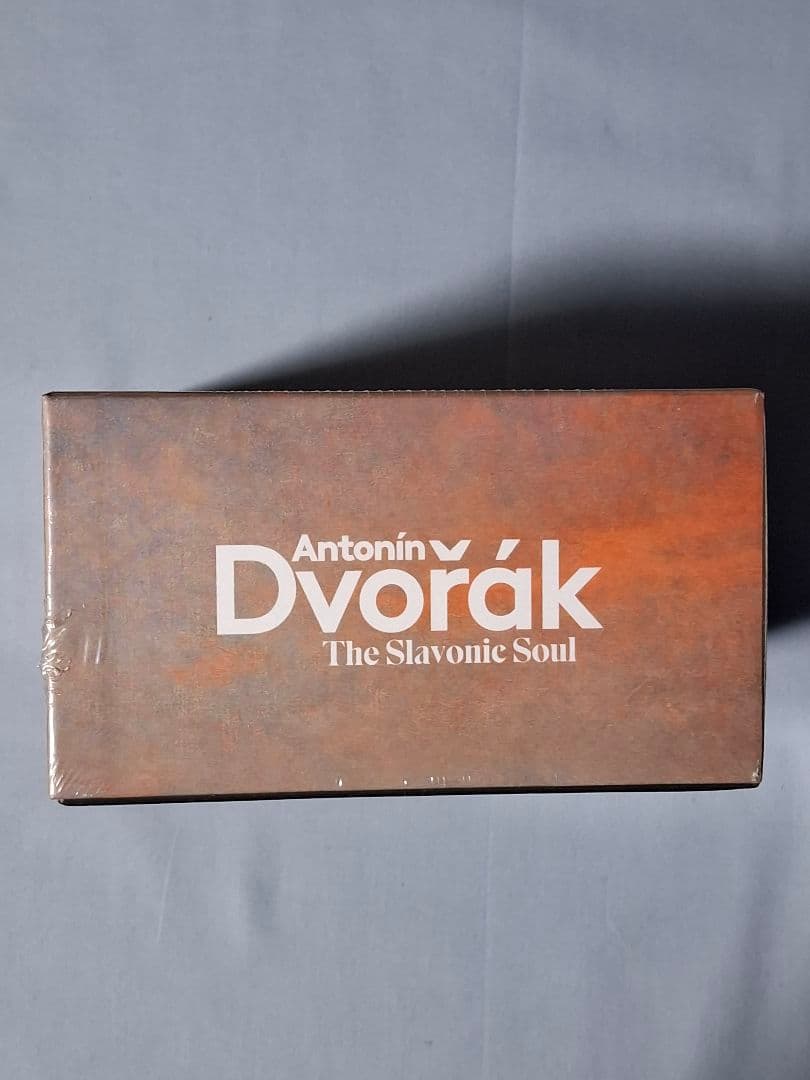 Antonín
Dvořák
The Slavonic Soul